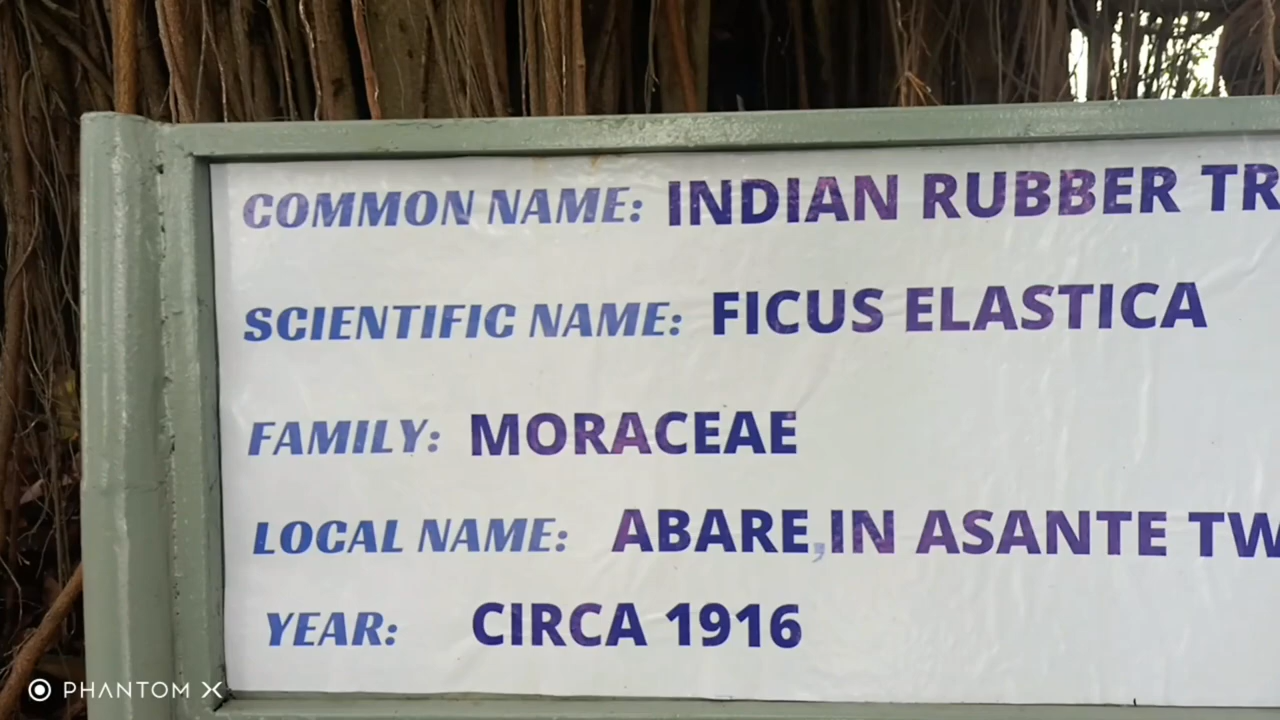 COMMON NAME: INDIAN RUBBER TR
SCIENTIFIC NAME: FICUS ELASTICA
FAMILY: MORACEAE
LOCAL NAME: ABARE,IN ASANTE TW
YEAR: CIRCA 1916
PHANTOM X